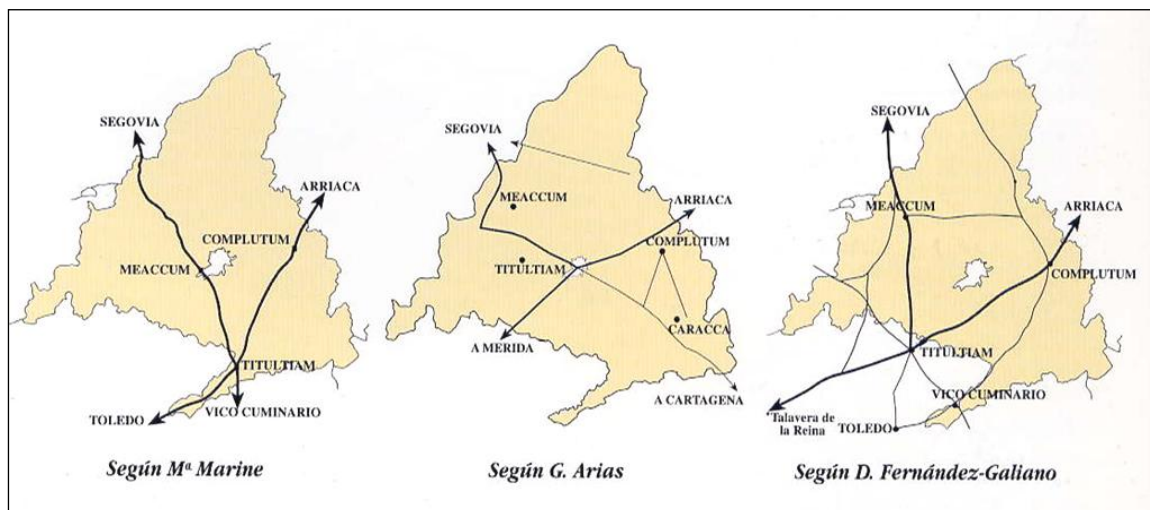 SEGOVIA
ARRIACA
COMPLUTUM
MEACCUM
TITULTIAM
VICO CUMINARIO
TOLEDO
Según Mª Marine
SEGOVIA
MEACCUM
ARRIACA
COMPLUTUM
TITULTIAM
CARACCA
A MERIDA
A CARTAGENA
Según G. Arias
SEGOVIA
MEACCUM
ARRIACA
COMPLUTUM
TITULTIAM
VICO CUMINARIO
Talavera de
la Reina
TOLEDO
Según D. Fernández-Galiano